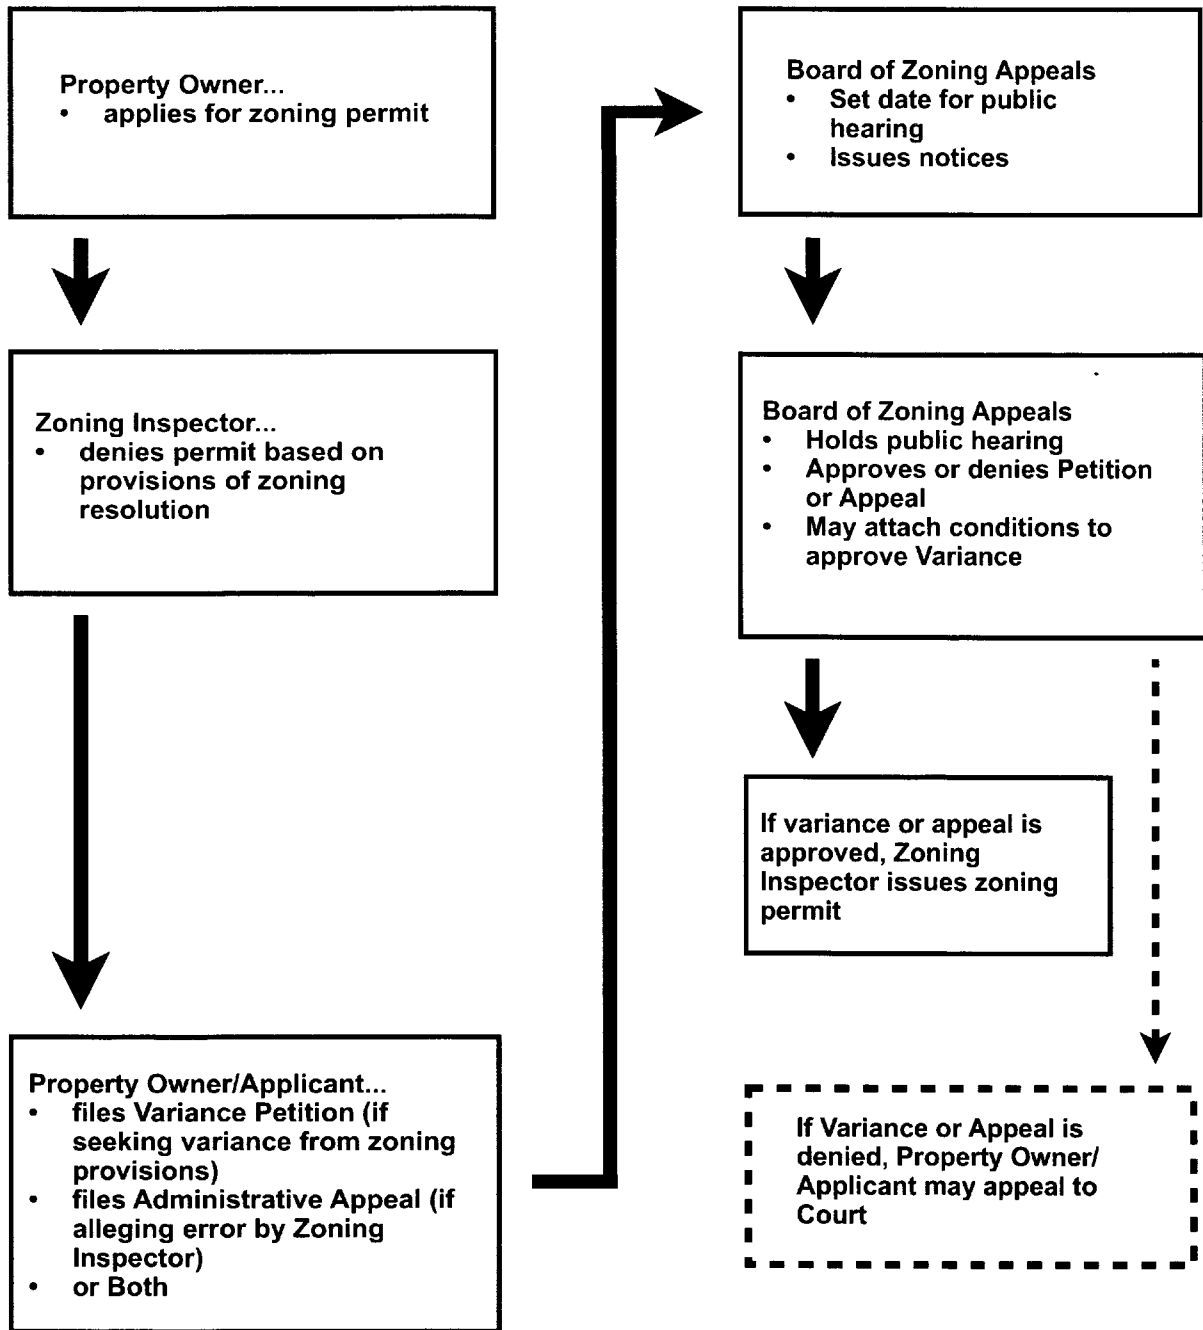 Property Owner...
• applies for zoning permit
Zoning Inspector...
• denies permit based on
provisions of zoning
resolution
Property Owner/Applicant...
• files Variance Petition (if
seeking variance from zoning
provisions)
• files Administrative Appeal (if
alleging error by Zoning
Inspector)
• or Both
Board of Zoning Appeals
• Set date for public
hearing
• Issues notices
Board of Zoning Appeals
• Holds public hearing
• Approves or denies Petition
or Appeal
• May attach conditions to
approve Variance
If variance or appeal is
approved, Zoning
Inspector issues zoning
permit
If Variance or Appeal is
denied, Property Owner/
Applicant may appeal to
Court